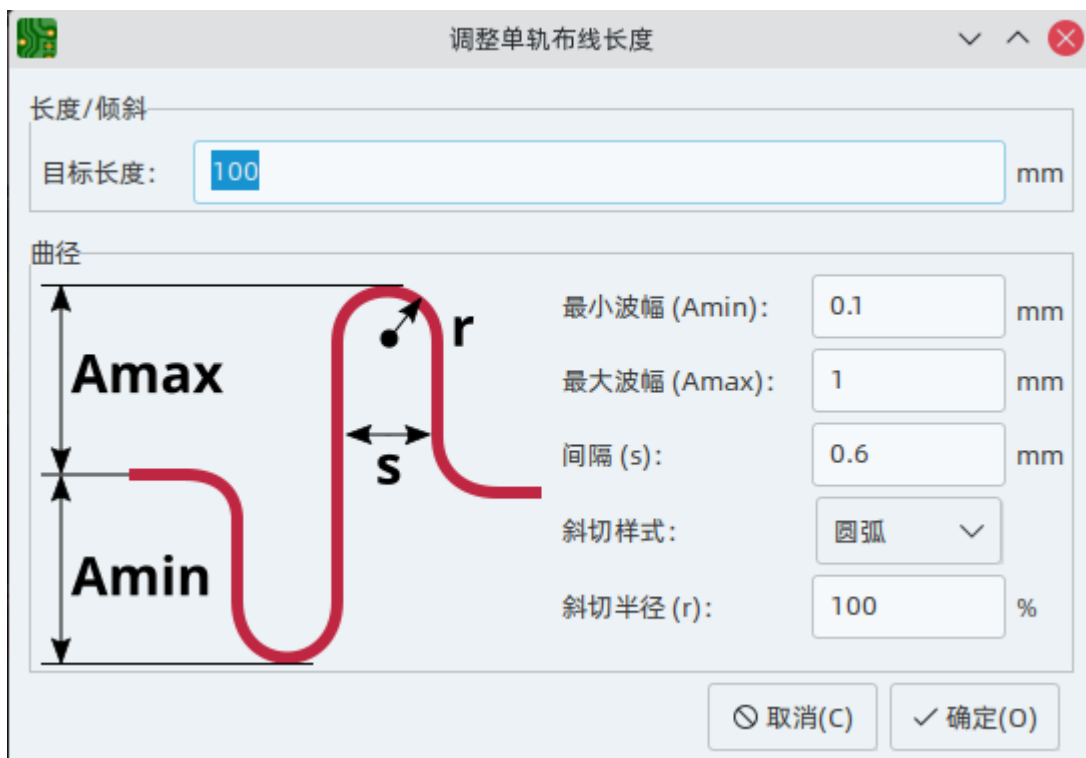 调整单轨布线长度
长度/倾斜
目标长度: 100 mm
曲径
Amax
r
s
Amin
最小波幅 (Amin): 0.1 mm
最大波幅 (Amax): 1 mm
间隔 (s): 0.6 mm
斜切样式: 圆弧
斜切半径 (r): 100 %
取消(C) 确定(O)